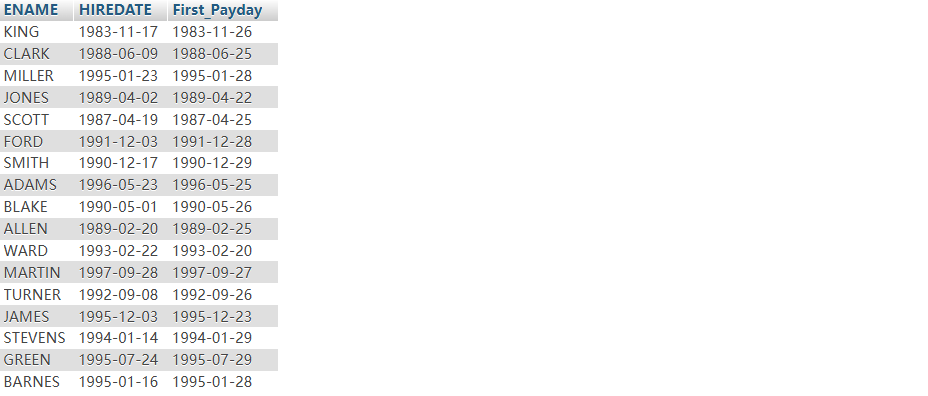 ENAME HIREDATE First_Payday
KING 1983-11-17 1983-11-26
CLARK 1988-06-09 1988-06-25
MILLER 1995-01-23 1995-01-28
JONES 1989-04-02 1989-04-22
SCOTT 1987-04-19 1987-04-25
FORD 1991-12-03 1991-12-28
SMITH 1990-12-17 1990-12-29
ADAMS 1996-05-23 1996-05-25
BLAKE 1990-05-01 1990-05-26
ALLEN 1989-02-20 1989-02-25
WARD 1993-02-22 1993-02-20
MARTIN 1997-09-28 1997-09-27
TURNER 1992-09-08 1992-09-26
JAMES 1995-12-03 1995-12-23
STEVENS 1994-01-14 1994-01-29
GREEN 1995-07-24 1995-07-29
BARNES 1995-01-16 1995-01-28